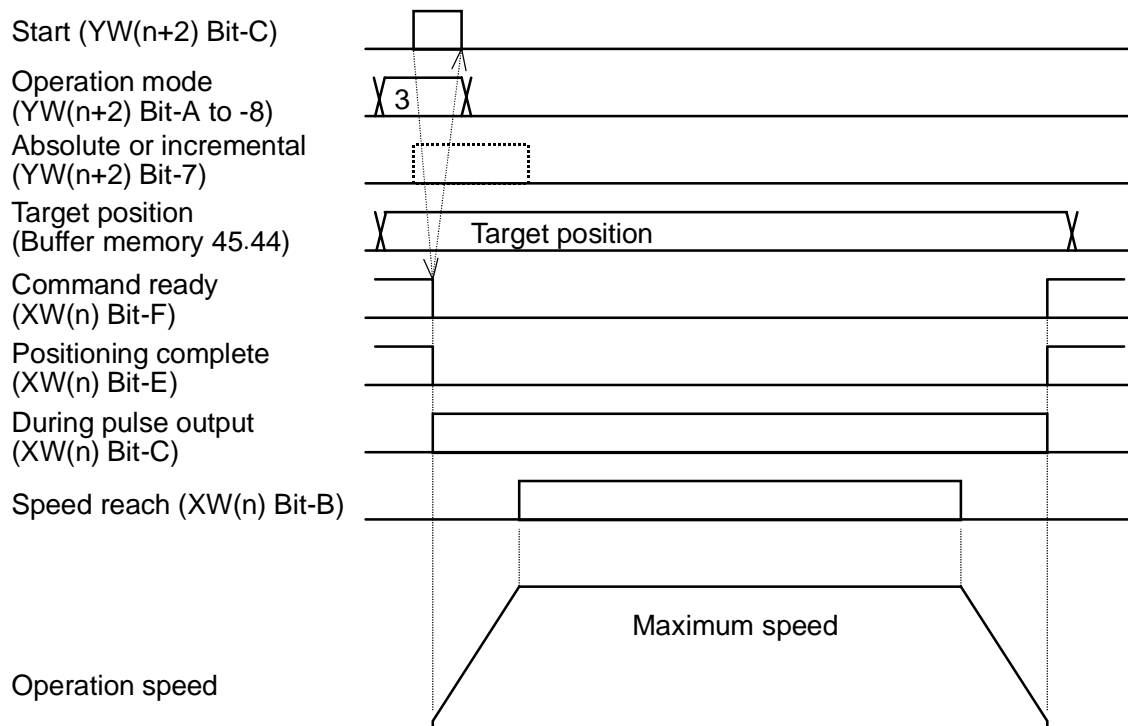 Start (YW(n+2) Bit-C)
Operation mode
(YW(n+2) Bit-A to -8)
3
Absolute or incremental
(YW(n+2) Bit-7)
Target position
(Buffer memory 45·44)
Target position
Command ready
(XW(n) Bit-F)
Positioning complete
(XW(n) Bit-E)
During pulse output
(XW(n) Bit-C)
Speed reach (XW(n) Bit-B)
Maximum speed
Operation speed